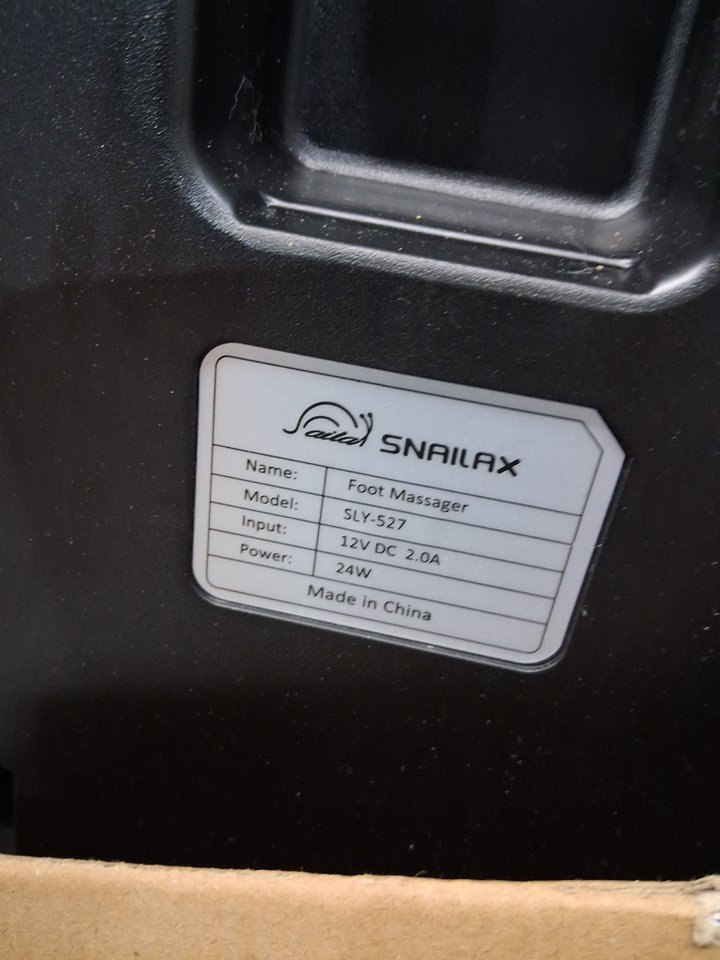 SNAILAX
Name: Foot Massager
Model: SLY-527
Input: 12V DC 2.0A
Power: 24W
Made in China